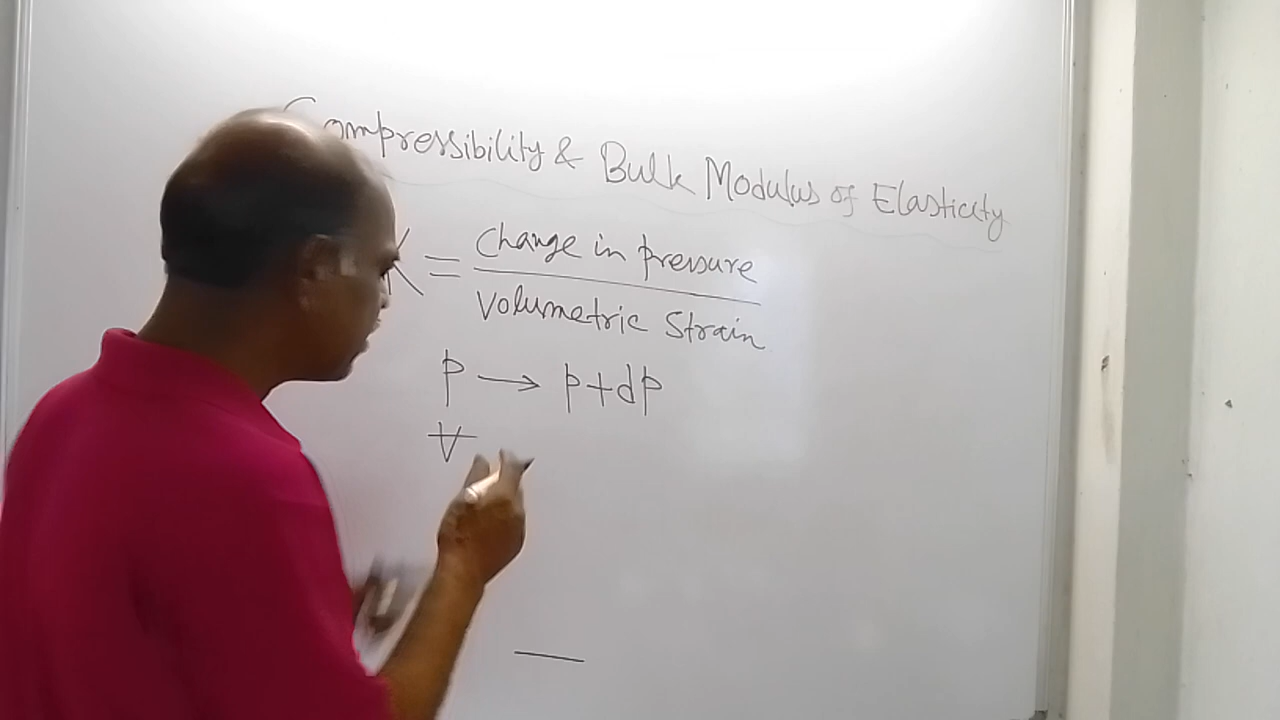 Compressibility & Bulk Modulus of Elasticity
K = Change in pressure
Volumetric Strain
p → p+dp
V